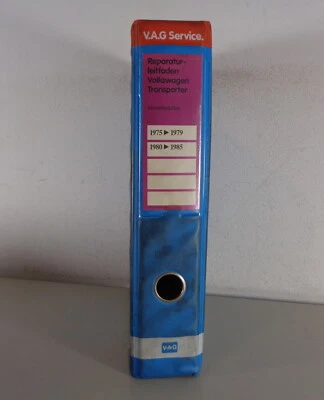 V.A.G Service.
Reparatur-
leitfaden
Volkswagen
Transporter
1975 ▶ 1979
1980 ▶ 1985
V·A·G